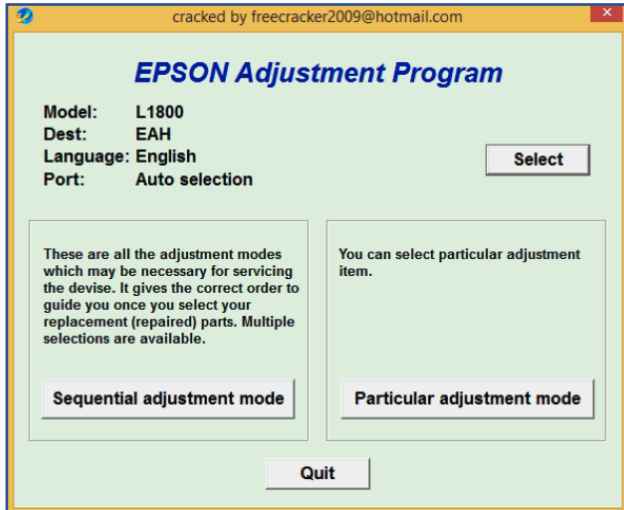 cracked by freecracker2009@hotmail.com
EPSON Adjustment Program
Model: L1800
Dest: EAH
Language: English
Port: Auto selection
Select
These are all the adjustment modes
which may be necessary for servicing
the devise. It gives the correct order to
guide you once you select your
replacement (repaired) parts. Multiple
selections are available.
Sequential adjustment mode
You can select particular adjustment
item.
Particular adjustment mode
Quit